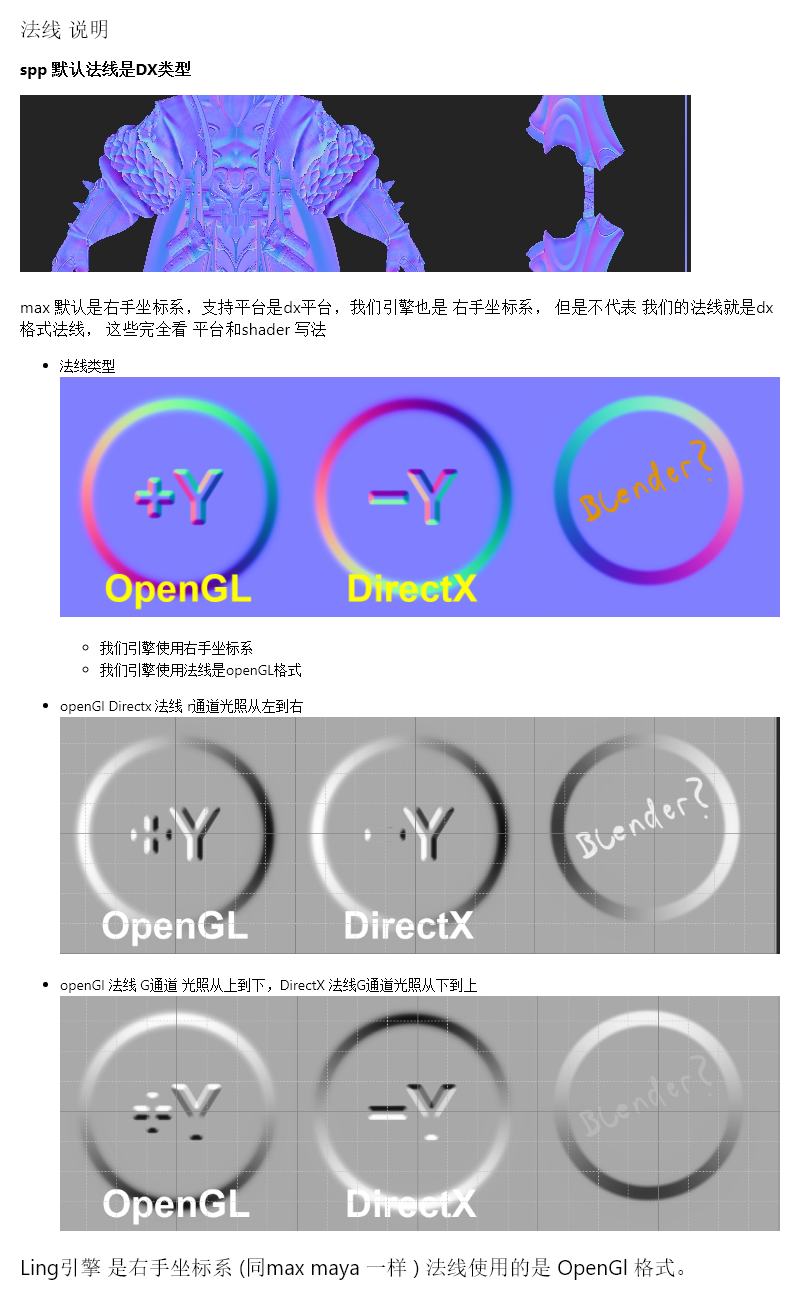 法线 说明
spp 默认法线是DX类型
max 默认是右手坐标系，支持平台是dx平台，我们引擎也是 右手坐标系， 但是不代表 我们的法线就是dx
格式法线， 这些完全看 平台和shader 写法
法线类型
+Y
-Y
Blender?
OpenGL
DirectX
我们引擎使用右手坐标系
我们引擎使用法线是openGL格式
openGl Directx 法线 r通道光照从左到右
Y
Y
Blender?
OpenGL
DirectX
openGl 法线 G通道 光照从上到下，DirectX 法线G通道光照从下到上
Y
-Y
Blender?
OpenGL
DirectX
Ling引擎 是右手坐标系 (同max maya 一样 ) 法线使用的是 OpenGl 格式。